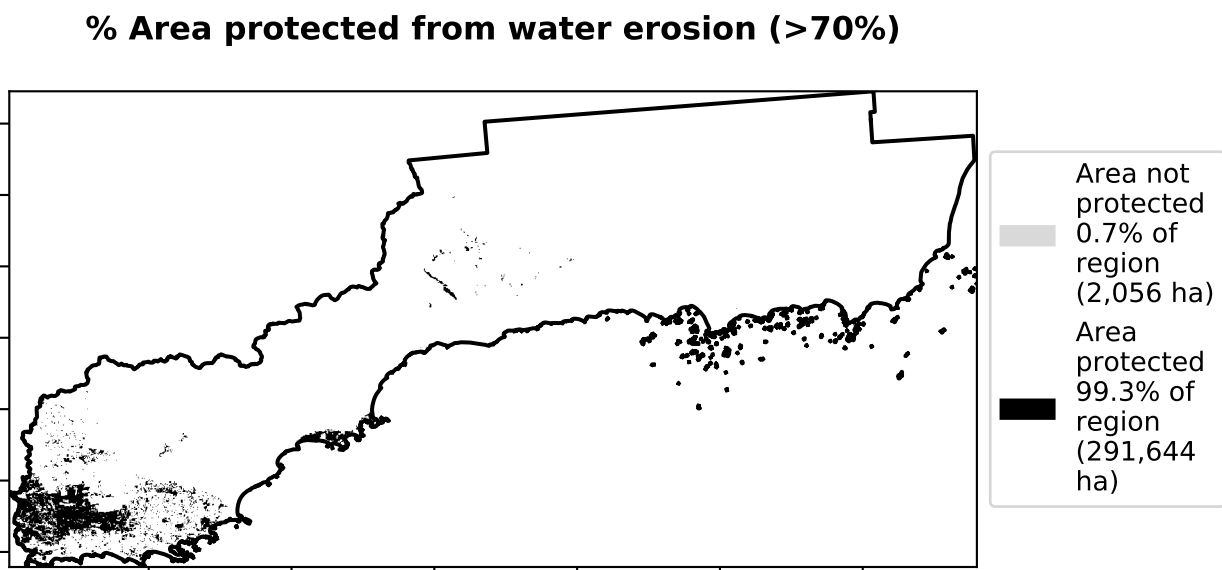 % Area protected from water erosion (>70%)
Area not
protected
0.7% of
region
(2,056 ha)
Area
protected
99.3% of
region
(291,644
ha)